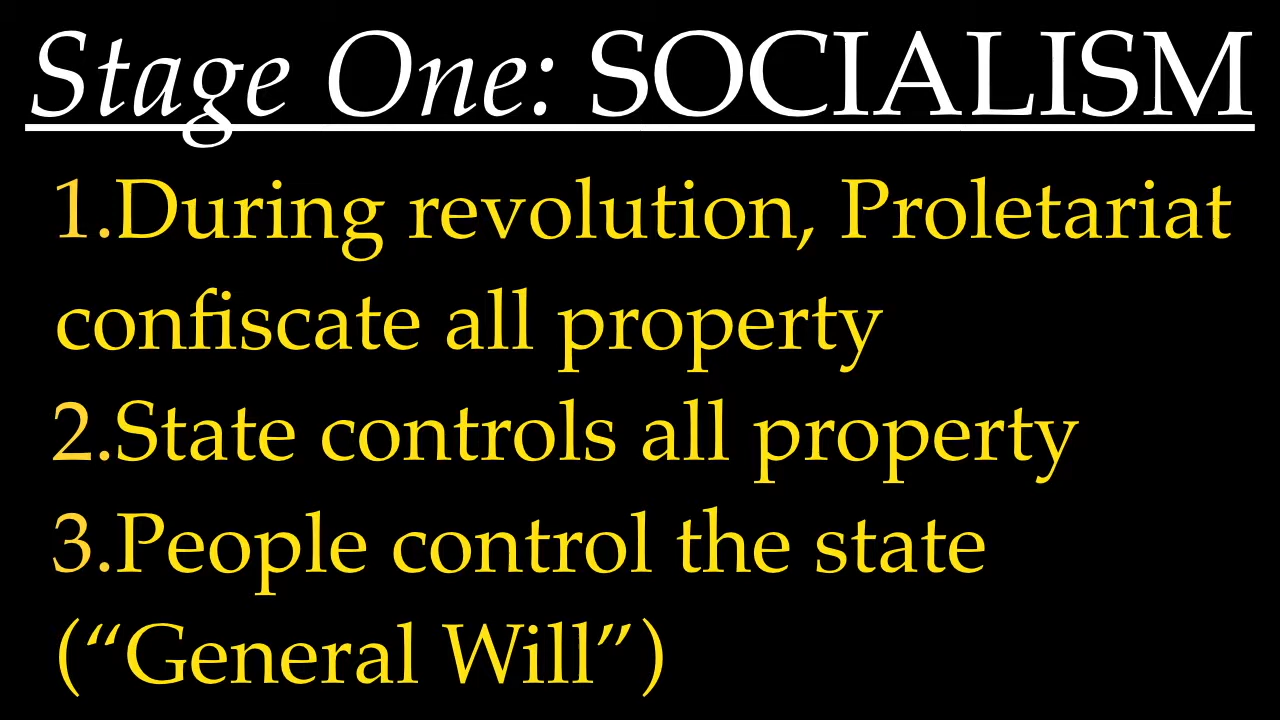 Stage One: SOCIALISM
1.During revolution, Proletariat
confiscate all property
2.State controls all property
3.People control the state
(“General Will”)